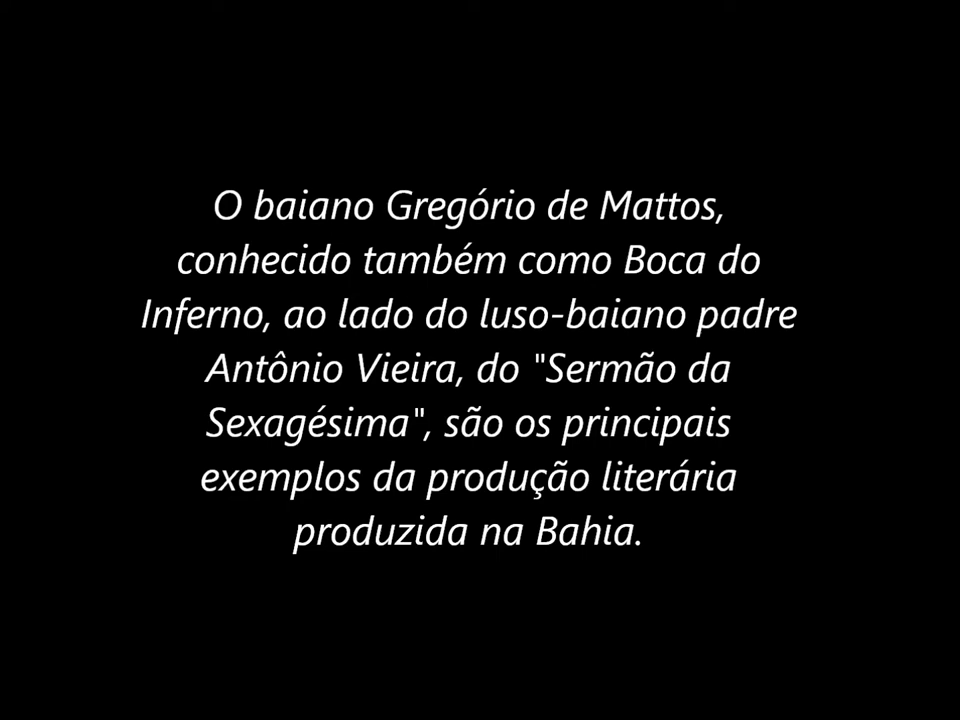 O baiano Gregório de Mattos,
conhecido também como Boca do
Inferno, ao lado do luso-baiano padre
Antônio Vieira, do "Sermão da
Sexagésima", são os principais
exemplos da produção literária
produzida na Bahia.